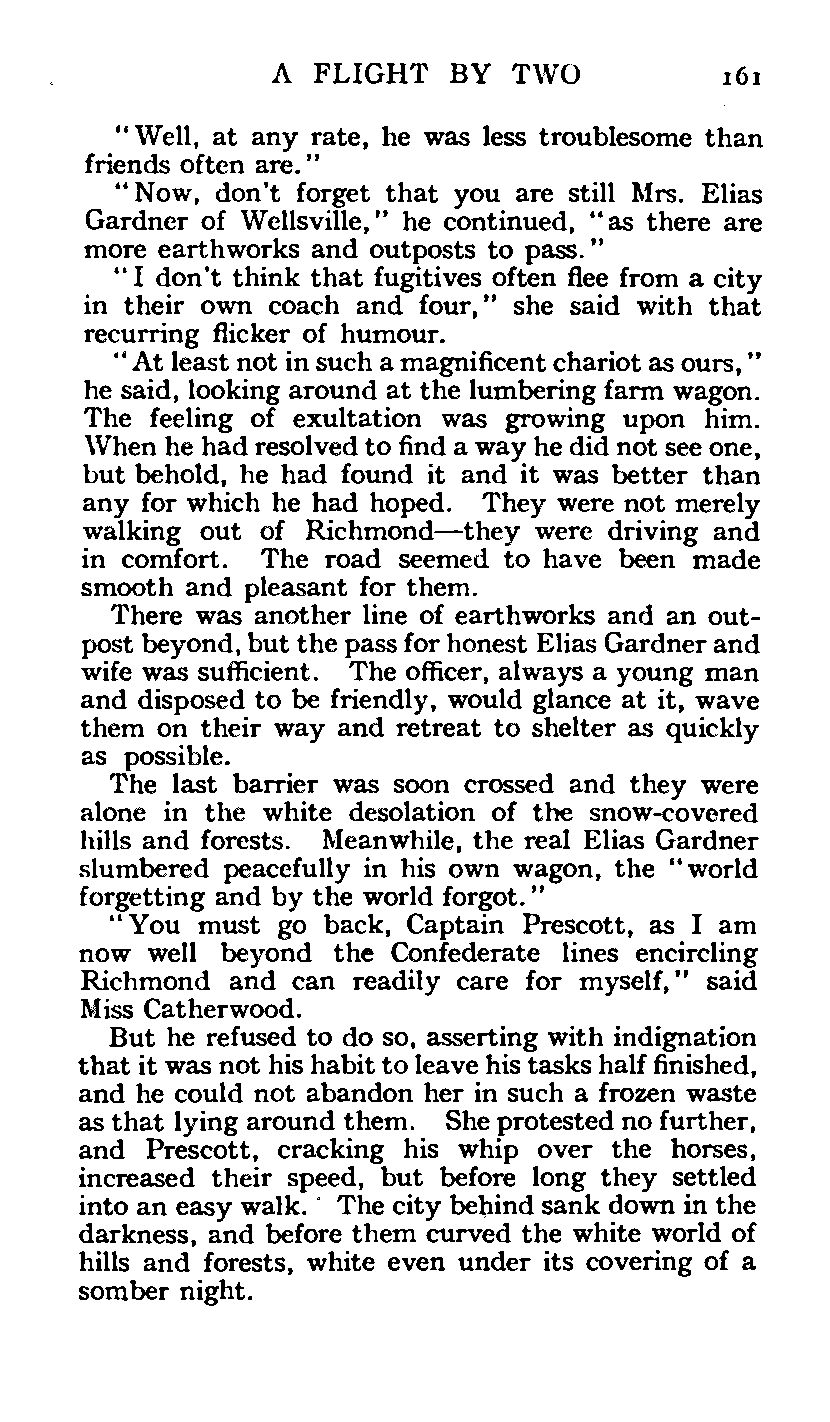 A FLIGHT BY TWO 161
"Well, at any rate, he was less troublesome than
friends often are."
"Now, don't forget that you are still Mrs. Elias
Gardner of Wellsville," he continued, "as there are
more earthworks and outposts to pass."
"I don't think that fugitives often flee from a city
in their own coach and four," she said with that
recurring flicker of humour.
"At least not in such a magnificent chariot as ours,"
he said, looking around at the lumbering farm wagon.
The feeling of exultation was growing upon him.
When he had resolved to find a way he did not see one,
but behold, he had found it and it was better than
any for which he had hoped. They were not merely
walking out of Richmond—they were driving and
in comfort. The road seemed to have been made
smooth and pleasant for them.
There was another line of earthworks and an out-
post beyond, but the pass for honest Elias Gardner and
wife was sufficient. The officer, always a young man
and disposed to be friendly, would glance at it, wave
them on their way and retreat to shelter as quickly
as possible.
The last barrier was soon crossed and they were
alone in the white desolation of the snow-covered
hills and forests. Meanwhile, the real Elias Gardner
slumbered peacefully in his own wagon, the "world
forgetting and by the world forgot."
"You must go back, Captain Prescott, as I am
now well beyond the Confederate lines encircling
Richmond and can readily care for myself," said
Miss Catherwood.
But he refused to do so, asserting with indignation
that it was not his habit to leave his tasks half finished,
and he could not abandon her in such a frozen waste
as that lying around them. She protested no further,
and Prescott, cracking his whip over the horses,
increased their speed, but before long they settled
into an easy walk. The city behind sank down in the
darkness, and before them curved the white world of
hills and forests, white even under its covering of a
somber night.